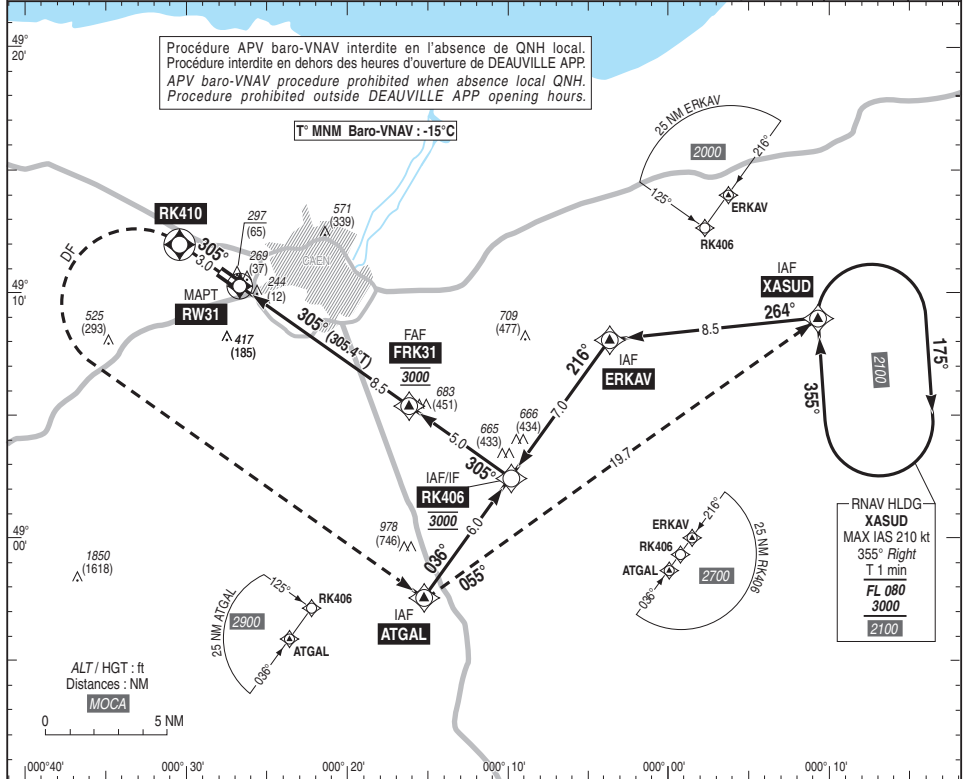 49°
20'
Procédure APV baro-VNAV interdite en l'absence de QNH local.
Procédure interdite en dehors des heures d'ouverture de DEAUVILLE APP.
APV baro-VNAV procedure prohibited when absence local QNH.
Procedure prohibited outside DEAUVILLE APP opening hours.
T° MNM Baro-VNAV : -15°C
25 NM ERKAV
2000
216°
125°
ERKAV
RK406
RK410
297
(65)
571
(339)
DF
305°
3.0
269
(37)
CAEN
244
(12)
49°
10'
MAPT
RW31
IAF
XASUD
264°
8.5
525
(293)
417
(185)
305° (305.4°T)
8.5
FAF
FRK31
3000
709
(477)
216°
IAF
ERKAV
2100
175°
355°
683
(451)
7.0
665
(433)
666
(434)
5.0
305°
19.7
IAF/IF
RK406
3000
6.0
036°
055°
978
(746)
49°
00'
1850
(1618)
IAF
ATGAL
ERKAV
216°
RK406
ATGAL
036°
2700
25 NM RK406
RNAV HLDG
XASUD
MAX IAS 210 kt
355° Right
T 1 min
FL 080
3000
2100
25 NM ATGAL
125°
RK406
2900
ATGAL
036°
ALT / HGT : ft
Distances : NM
MOCA
0 5 NM
000°40' 000°30' 000°20' 000°10' 000°00' 000°10'